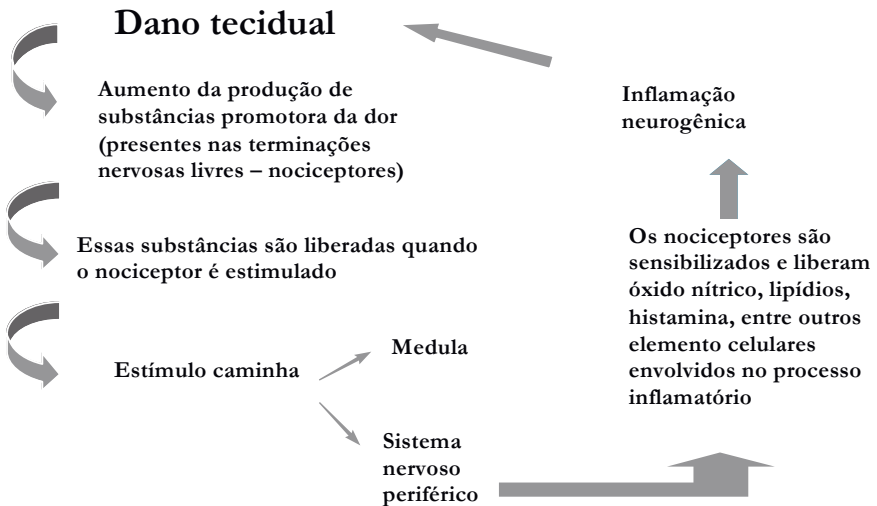 Dano tecidual
Aumento da produção de
substâncias promotora da dor
(presentes nas terminações
nervosas livres – nociceptores)
Essas substâncias são liberadas quando
o nociceptor é estimulado
Estímulo caminha
Medula
Sistema
nervoso
periférico
Os nociceptores são
sensibilizados e liberam
óxido nítrico, lipídios,
histamina, entre outros
elemento celulares
envolvidos no processo
inflamatório
Inflamação
neurogênica